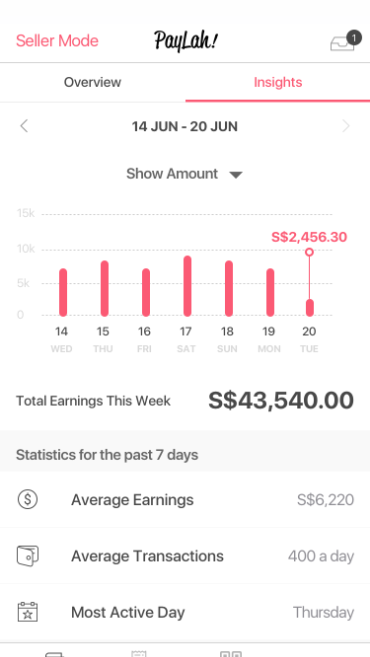 Seller Mode PayLah! 1
Overview Insights
14 JUN - 20 JUN
Show Amount
15k
S$2,456.30
10k
5k
0
14 15 16 17 18 19 20
WED THU FRI SAT SUN MON TUE
Total Earnings This Week S$43,540.00
Statistics for the past 7 days
Average Earnings S$6,220
Average Transactions 400 a day
Most Active Day Thursday